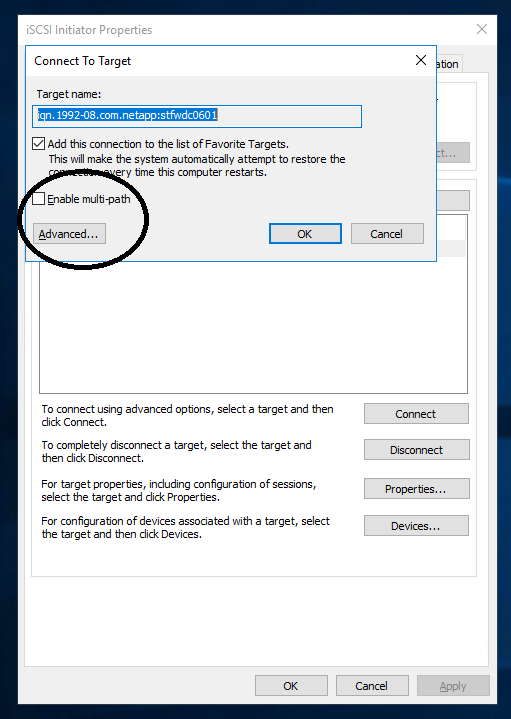 iSCSI Initiator Properties
Connect To Target
Target name:
iqn.1992-08.com.netapp:stfwdc0601
Add this connection to the list of Favorite Targets.
This will make the system automatically attempt to restore the
connection every time this computer restarts.
Enable multi-path
Advanced...
OK
Cancel
To connect using advanced options, select a target and then
click Connect.
Connect
To completely disconnect a target, select the target and
then click Disconnect.
Disconnect
For target properties, including configuration of sessions,
select the target and click Properties.
Properties...
For configuration of devices associated with a target, select
the target and then click Devices.
Devices...
OK
Cancel
Apply